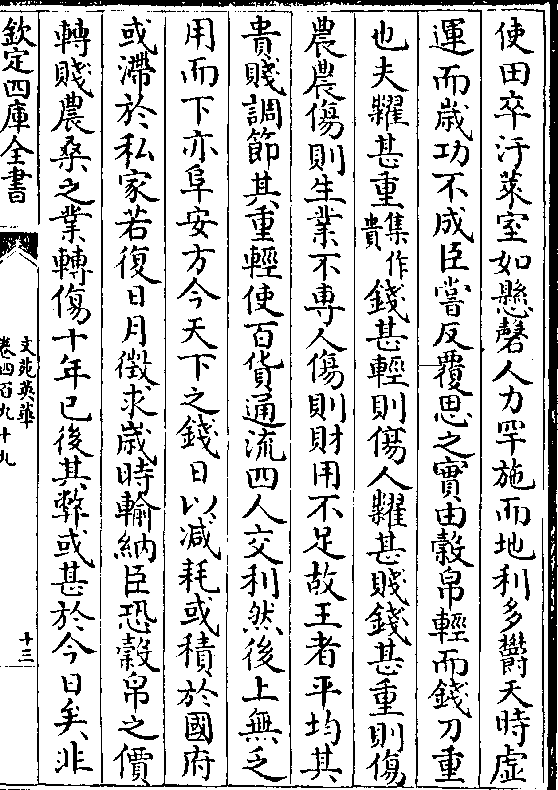 使田卒汙萊室如懸磬人力罕施而地利多鬱天時虛
運而歲功不成臣嘗反覆思之實由穀帛輕而錢刀重
也夫糴甚重集作貴錢甚輕則傷人糴甚賤錢甚重則傷
農農傷則生業不專人傷則財用不足故王者平均其
貴賤調節其重輕使百貨通流四人交利然後上無乏
用而下亦阜安方今天下之錢日以減耗或積於國府
或滯於私家若復日月徵求歲時輸納臣恐穀帛之價
轉賤農桑之業轉傷十年已後其弊或甚於今日矣非
欽定四庫全書
文苑英華
卷四百九十九
十三